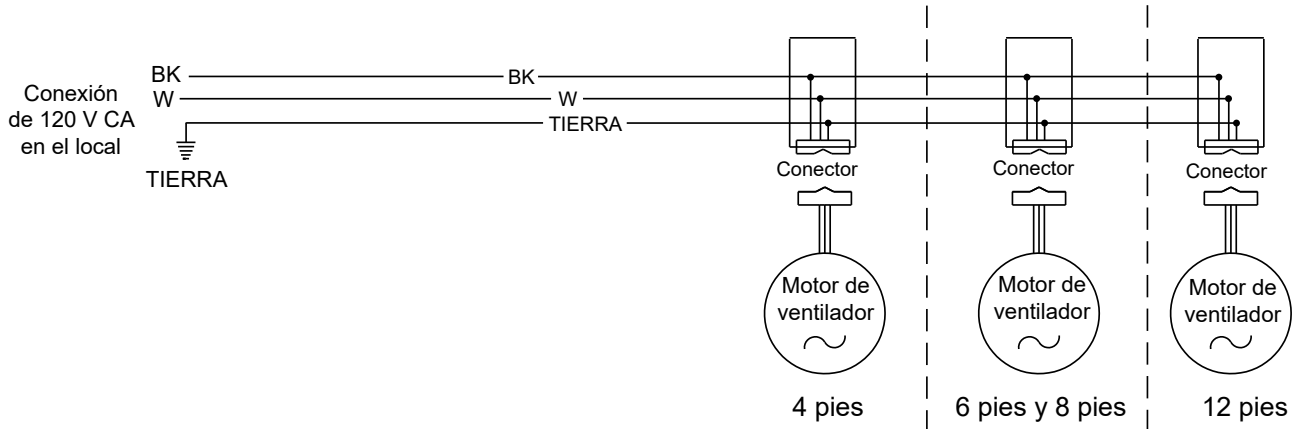 Conexión
de 120 V CA
en el local
BK
W
TIERRA
BK
W
TIERRA
Conector
Conector
Conector
Motor de
ventilador
Motor de
ventilador
Motor de
ventilador
4 pies
6 pies y 8 pies
12 pies